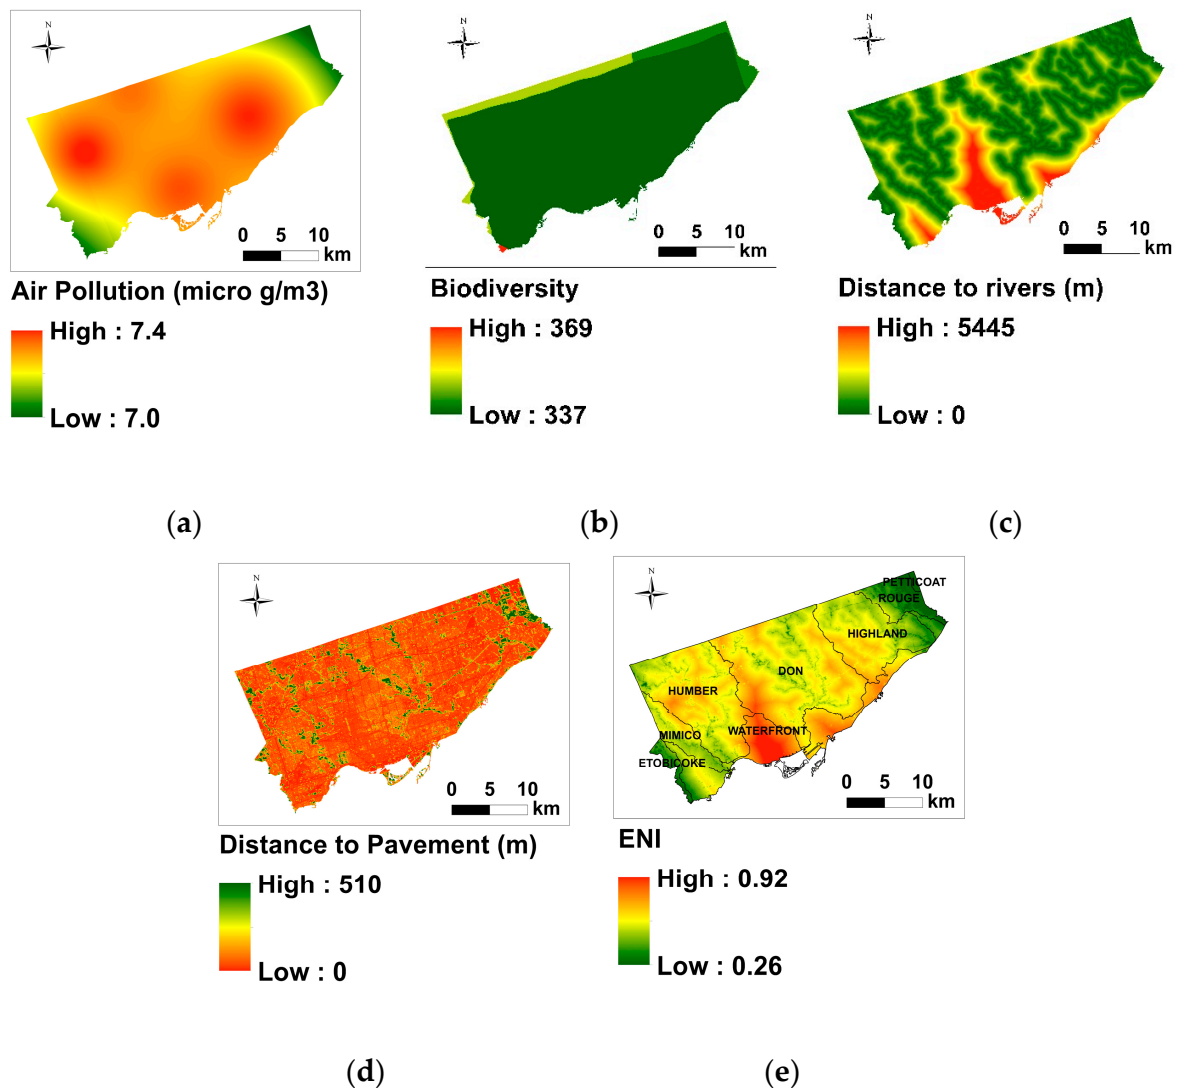 N
0 5 10
km
Air Pollution (micro g/m3)
High : 7.4
Low : 7.0
(a)
N
0 5 10
km
Biodiversity
High : 369
Low : 337
(b)
N
0 5 10
km
Distance to rivers (m)
High : 5445
Low : 0
(c)
N
0 5 10
km
Distance to Pavement (m)
High : 510
Low : 0
(d)
N
PETTICOAT
ROUGE
HIGHLAND
DON
HUMBER
WATERFRONT
MIMICO
ETOBICOKE
0 5 10
km
ENI
High : 0.92
Low : 0.26
(e)